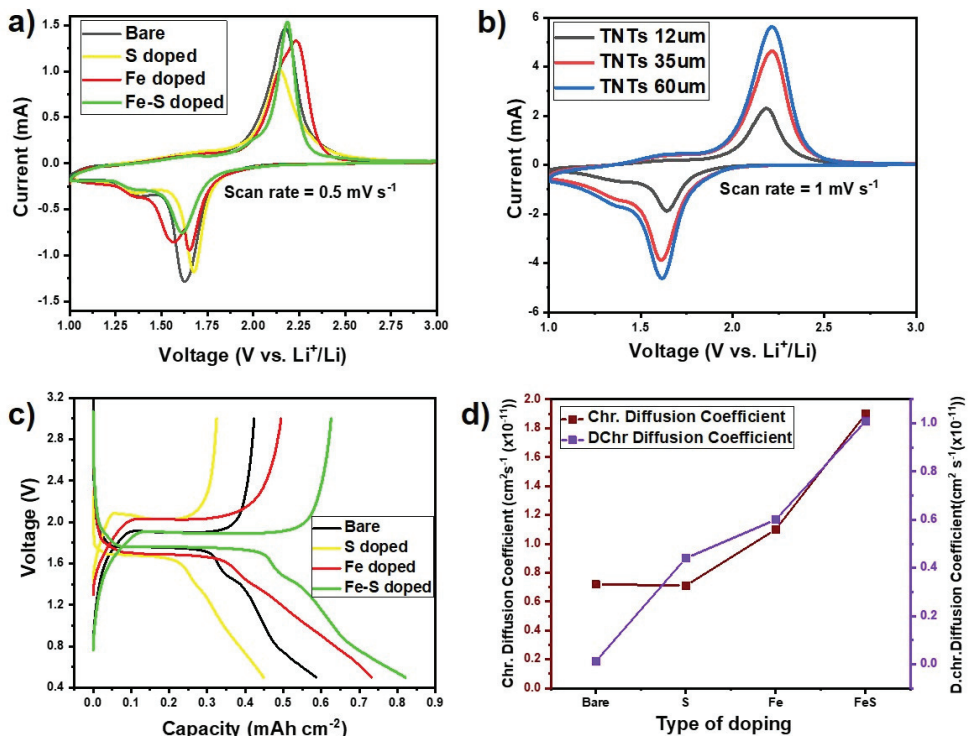 a)
Bare
S doped
Fe doped
Fe-S doped
Scan rate = 0.5 mV s⁻¹
Current (mA)
1.5
1.0
0.5
0.0
-0.5
-1.0
-1.5
1.00
1.25
1.50
1.75
2.00
2.25
2.50
2.75
3.00
Voltage (V vs. Li⁺/Li)
b)
TNTs 12um
TNTs 35um
TNTs 60um
Scan rate = 1 mV s⁻¹
Current (mA)
6
4
2
0
-2
-4
-6
1.0
1.5
2.0
2.5
3.0
Voltage (V vs. Li⁺/Li)
c)
Bare
S doped
Fe doped
Fe-S doped
Voltage (V)
3.2
2.8
2.4
2.0
1.6
1.2
0.8
0.4
0.0
0.1
0.2
0.3
0.4
0.5
0.6
0.7
0.8
0.9
Capacity (mAh cm⁻²)
d)
Chr. Diffusion Coefficient
DChr Diffusion Coefficient
Chr. Diffusion Coefficient (cm²s⁻¹ (x10⁻¹¹))
2.0
1.8
1.6
1.4
1.2
1.0
0.8
0.6
0.4
0.2
0.0
Bare
S
Fe
FeS
Type of doping
1.0
0.8
0.6
0.4
0.2
0.0
D.chr.Diffusion Coefficient(cm² s⁻¹(x10⁻¹¹))